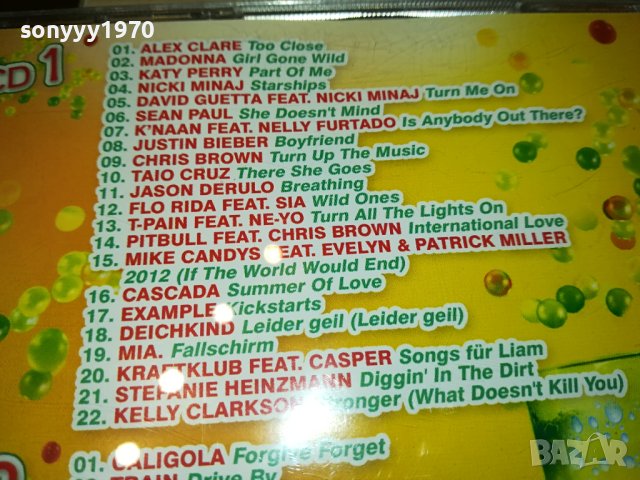 sonyyy1970
CD 1
01. ALEX CLARE Too Close
02. MADONNA Girl Gone Wild
03. KATY PERRY Part Of Me
04. NICKI MINAJ Starships
05. DAVID GUETTA FEAT. NICKI MINAJ Turn Me On
06. SEAN PAUL She Doesn't Mind
07. K'NAAN FEAT. NELLY FURTADO Is Anybody Out There?
08. JUSTIN BIEBER Boyfriend
09. CHRIS BROWN Turn Up The Music
10. TAIO CRUZ There She Goes
11. JASON DERULO Breathing
12. FLO RIDA FEAT. SIA Wild Ones
13. T-PAIN FEAT. NE-YO Turn All The Lights On
14. PITBULL FEAT. CHRIS BROWN International Love
15. MIKE CANDYS FEAT. EVELYN & PATRICK MILLER
2012 (If The World Would End)
16. CASCADA Summer Of Love
17. EXAMPLE Kickstarts
18. DEICHKIND Leider geil (Leider geil)
19. MIA. Fallschirm
20. KRAFTKLUB FEAT. CASPER Songs für Liam
21. STEFANIE HEINZMANN Diggin' In The Dirt
22. KELLY CLARKSON Stronger (What Doesn't Kill You)
01. CALIGOLA Forgive Forget
TRAIN Drive By
BAZAR